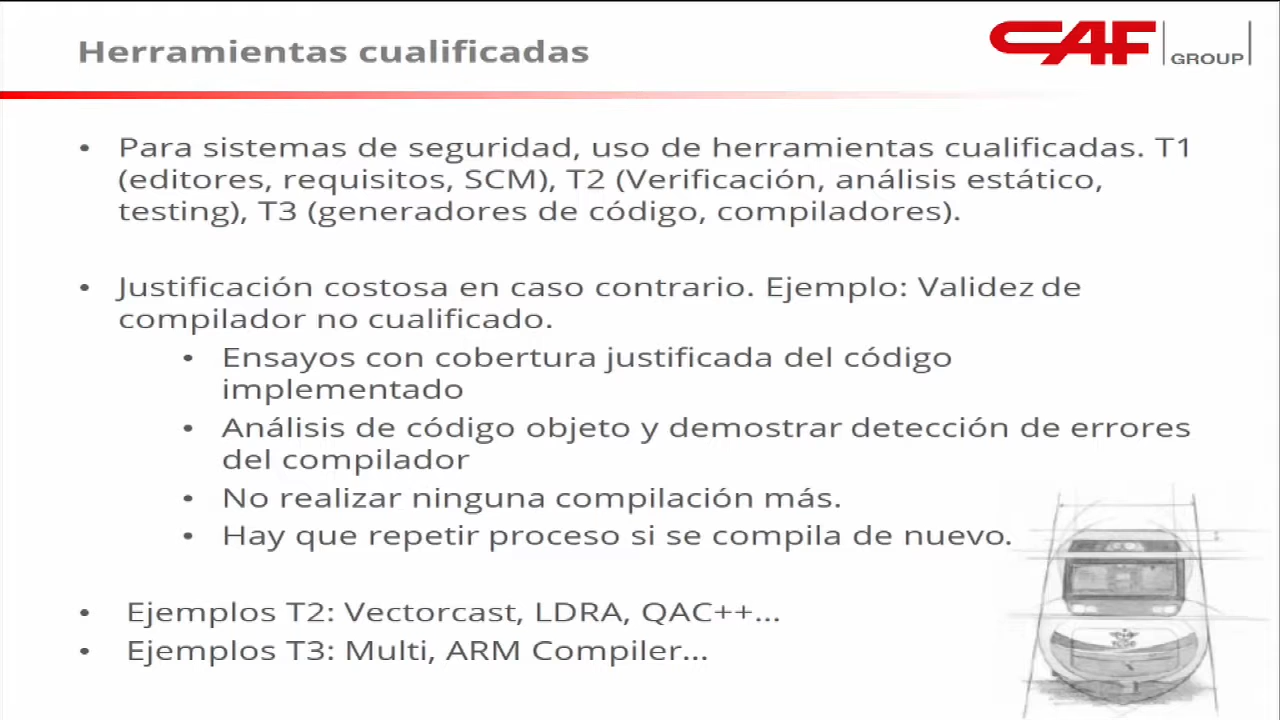 Herramientas cualificadas
CAF GROUP
• Para sistemas de seguridad, uso de herramientas cualificadas. T1
(editores, requisitos, SCM), T2 (Verificación, análisis estático,
testing), T3 (generadores de código, compiladores).
• Justificación costosa en caso contrario. Ejemplo: Validez de
compilador no cualificado.
• Ensayos con cobertura justificada del código
implementado
• Análisis de código objeto y demostrar detección de errores
del compilador
• No realizar ninguna compilación más.
• Hay que repetir proceso si se compila de nuevo.
• Ejemplos T2: Vectorcast, LDRA, QAC++...
• Ejemplos T3: Multi, ARM Compiler...